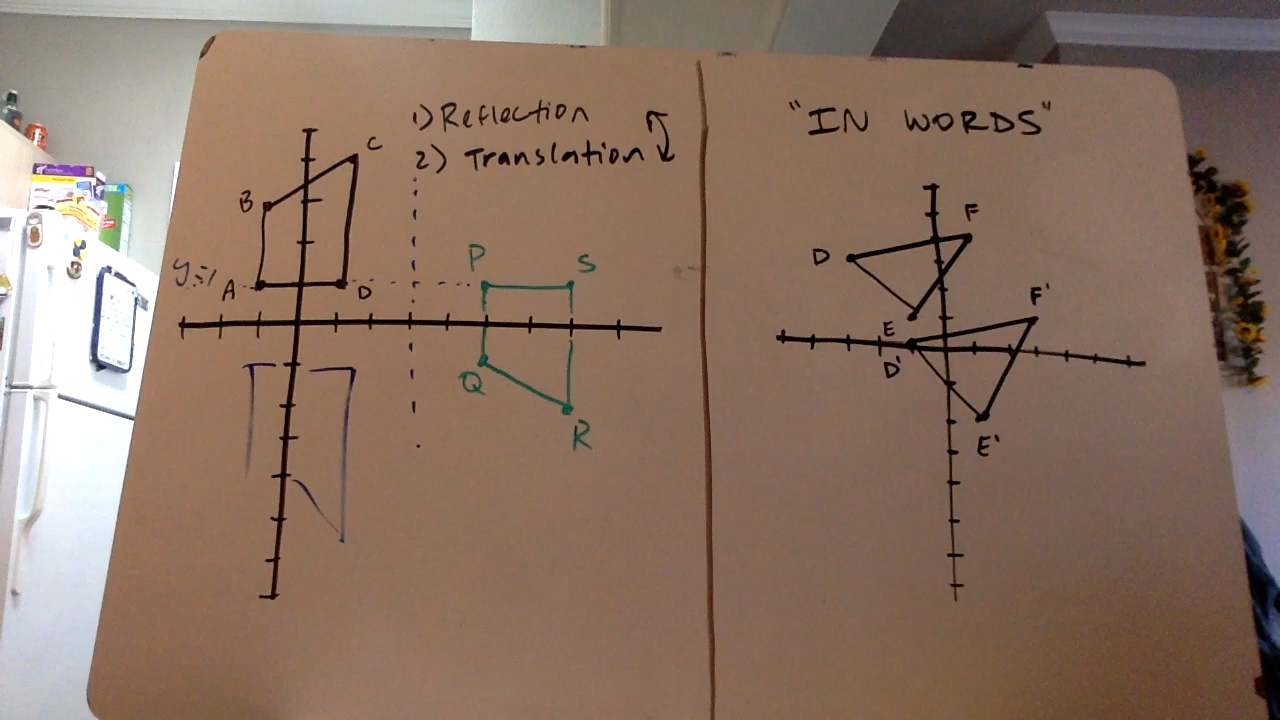 1) Reflection
2) Translation
"IN WORDS"
C
B
F
D
P
S
y=1
A
D
F'
E
D'
Q
R
E'